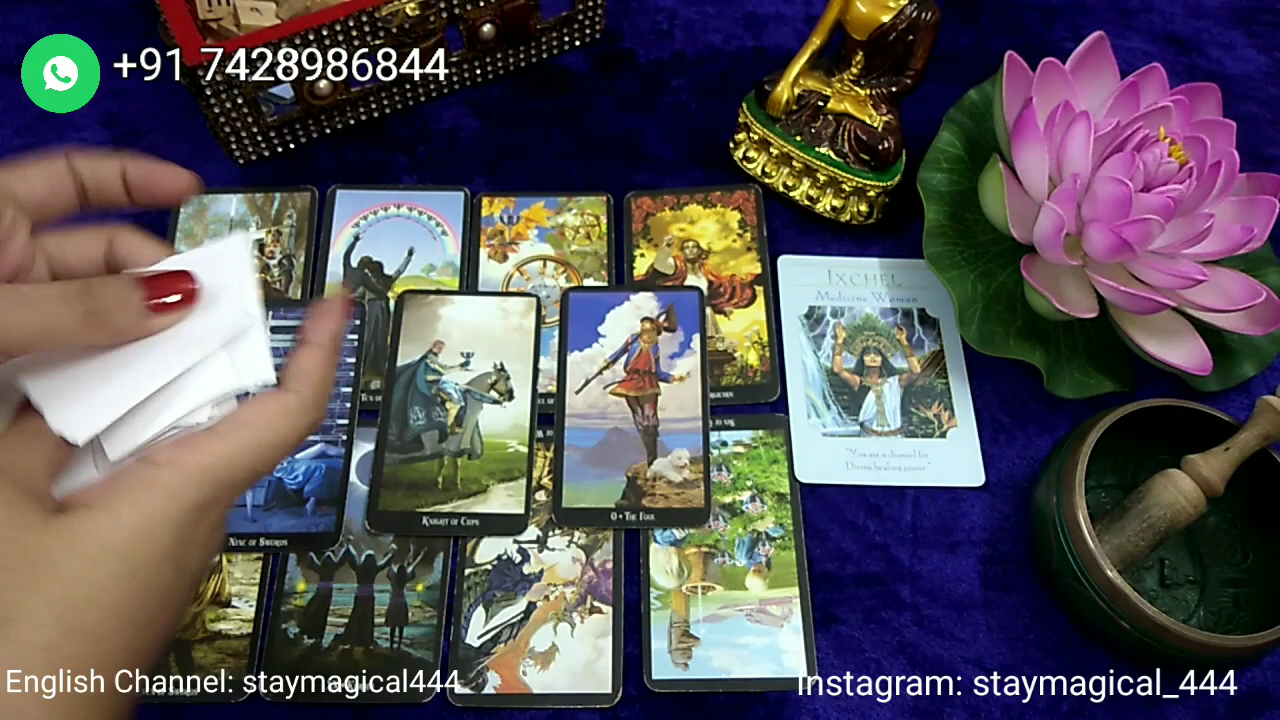 +91 7428986844
IXCHEL
Medicine Woman
"You are a channel for
Divine healing power"
KNIGHT OF CUPS
0 • THE FOOL
NINE OF SWORDS
English Channel: staymagical444
Instagram: staymagical_444